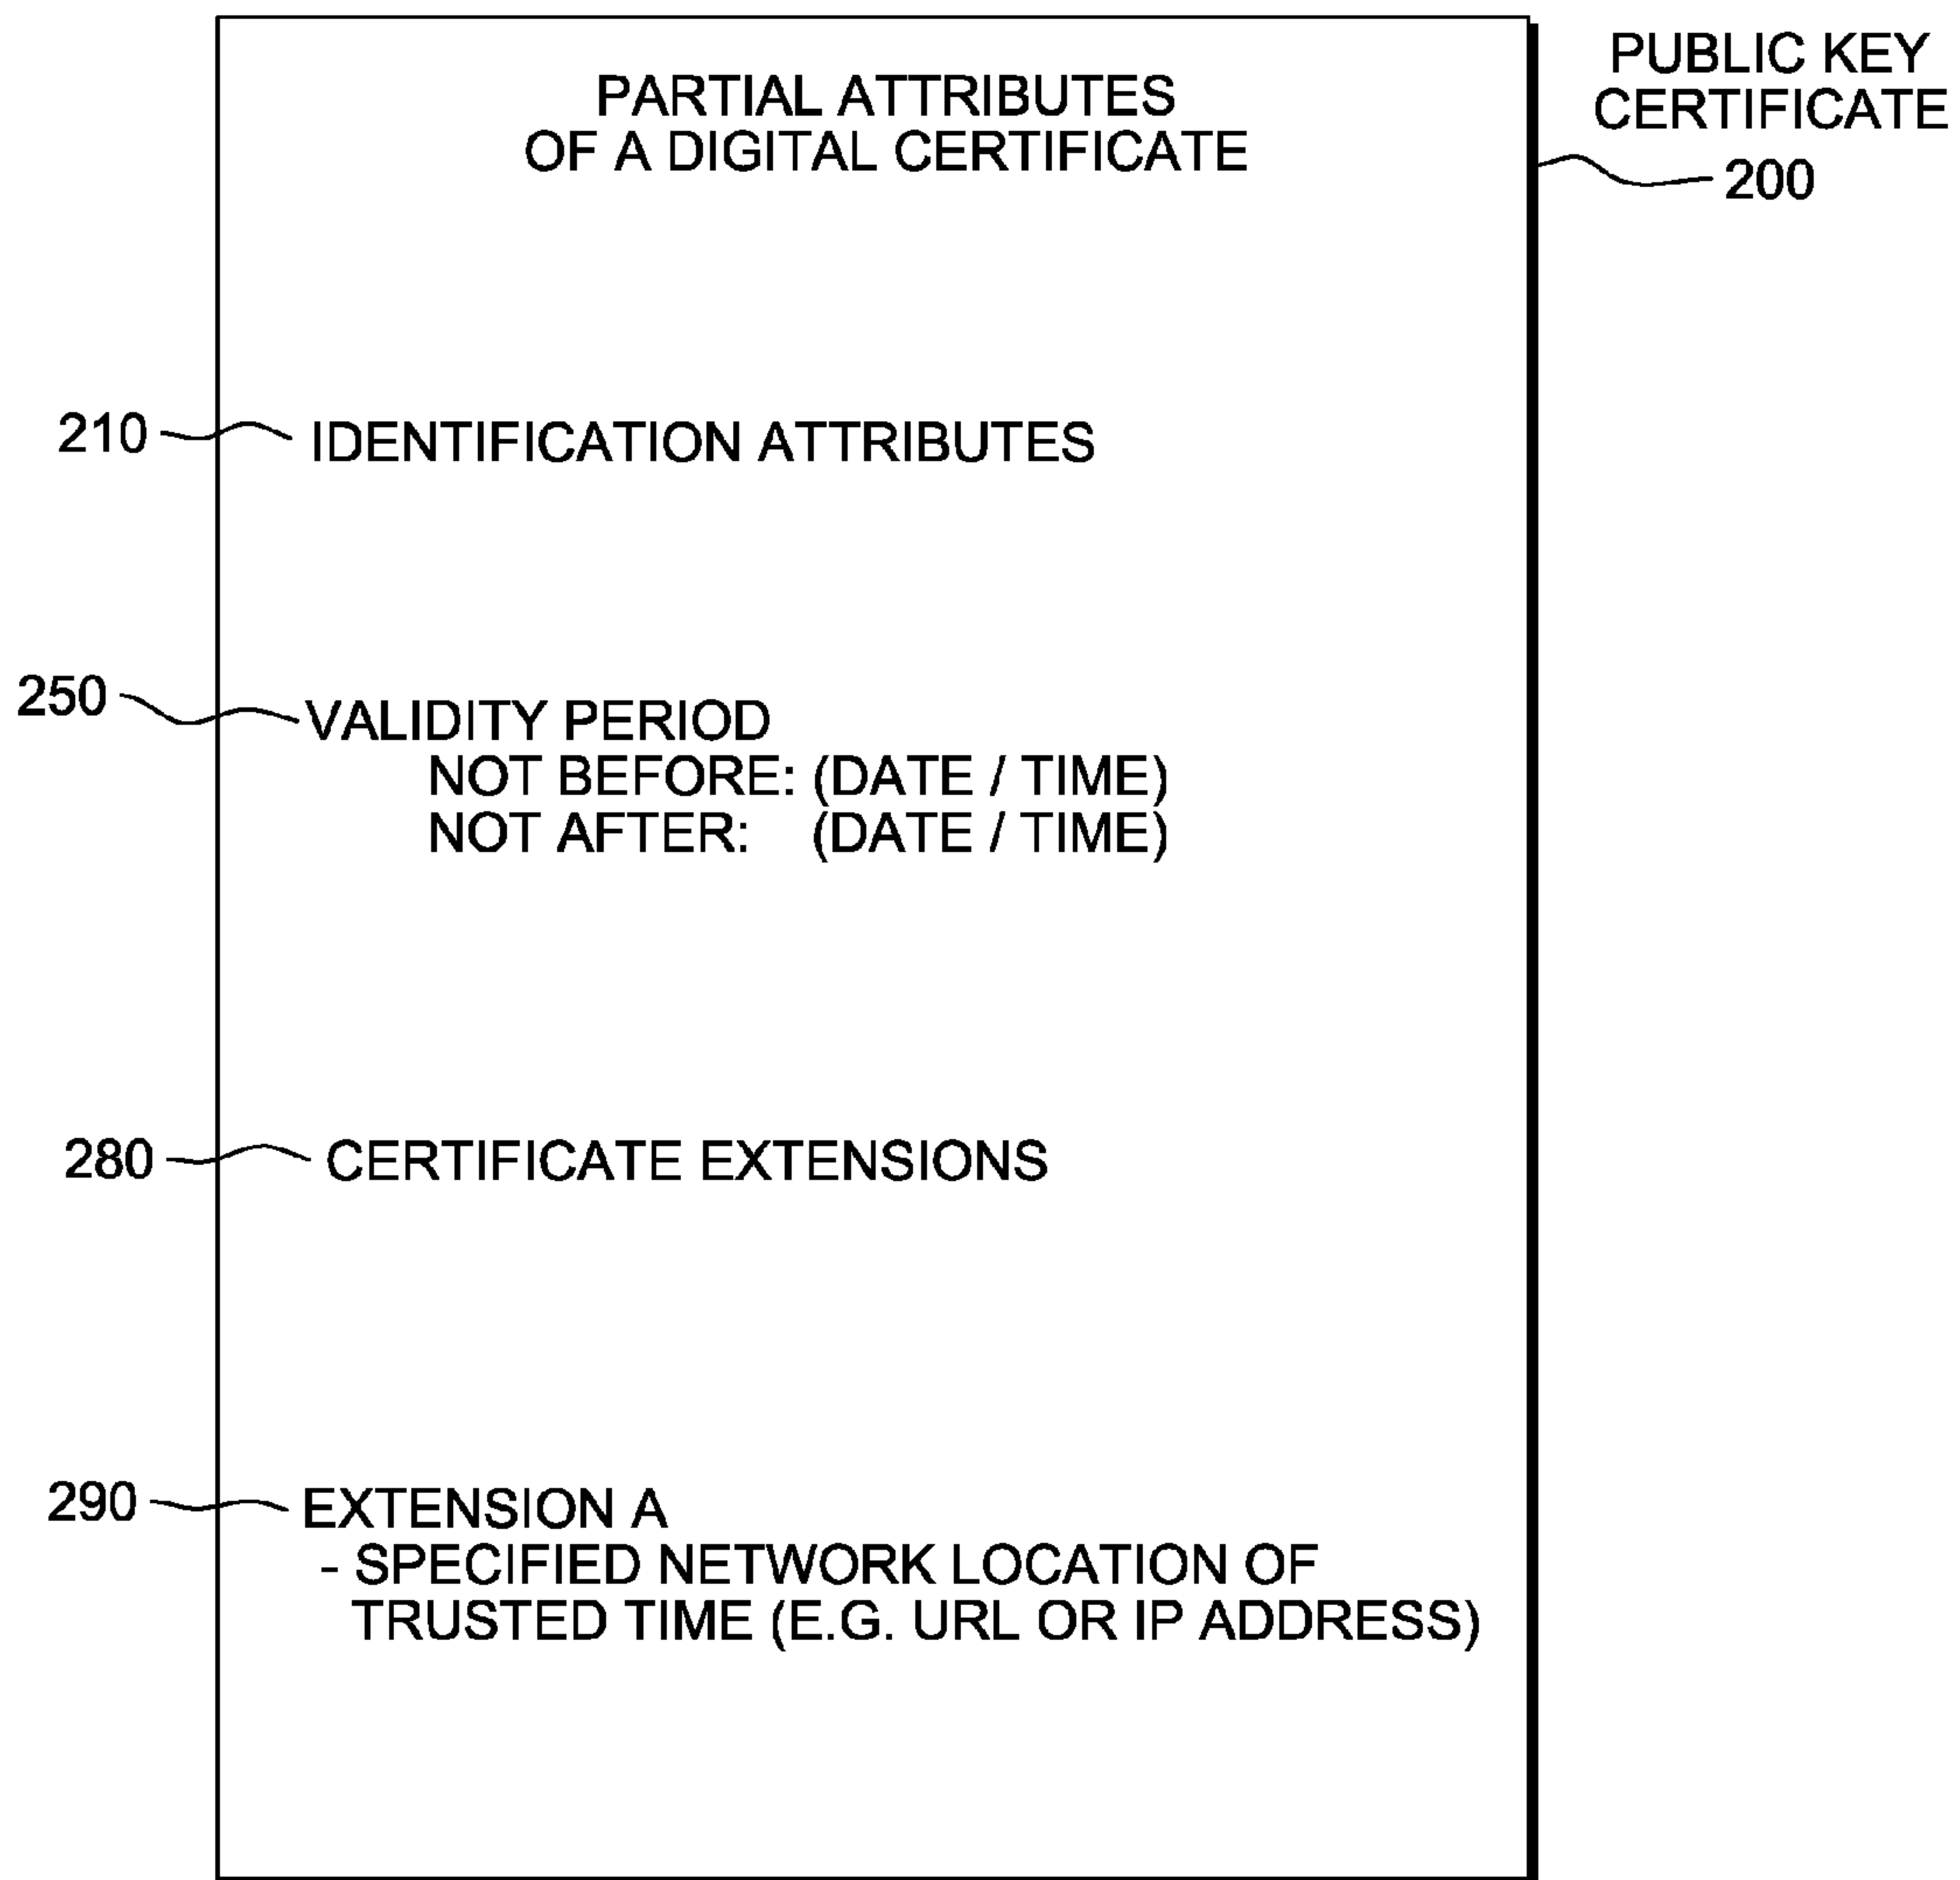 PARTIAL ATTRIBUTES
OF A DIGITAL CERTIFICATE
PUBLIC KEY
CERTIFICATE
200
210
IDENTIFICATION ATTRIBUTES
250
VALIDITY PERIOD
NOT BEFORE: (DATE / TIME)
NOT AFTER: (DATE / TIME)
280
CERTIFICATE EXTENSIONS
290
EXTENSION A
- SPECIFIED NETWORK LOCATION OF
TRUSTED TIME (E.G. URL OR IP ADDRESS)